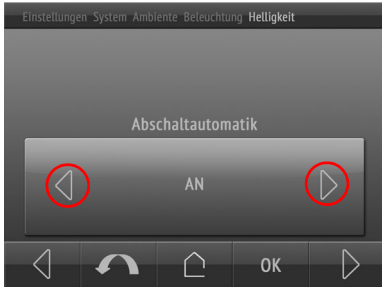 Einstellungen System Ambiente Beleuchtung Helligkeit
Abschaltautomatik
AN
OK